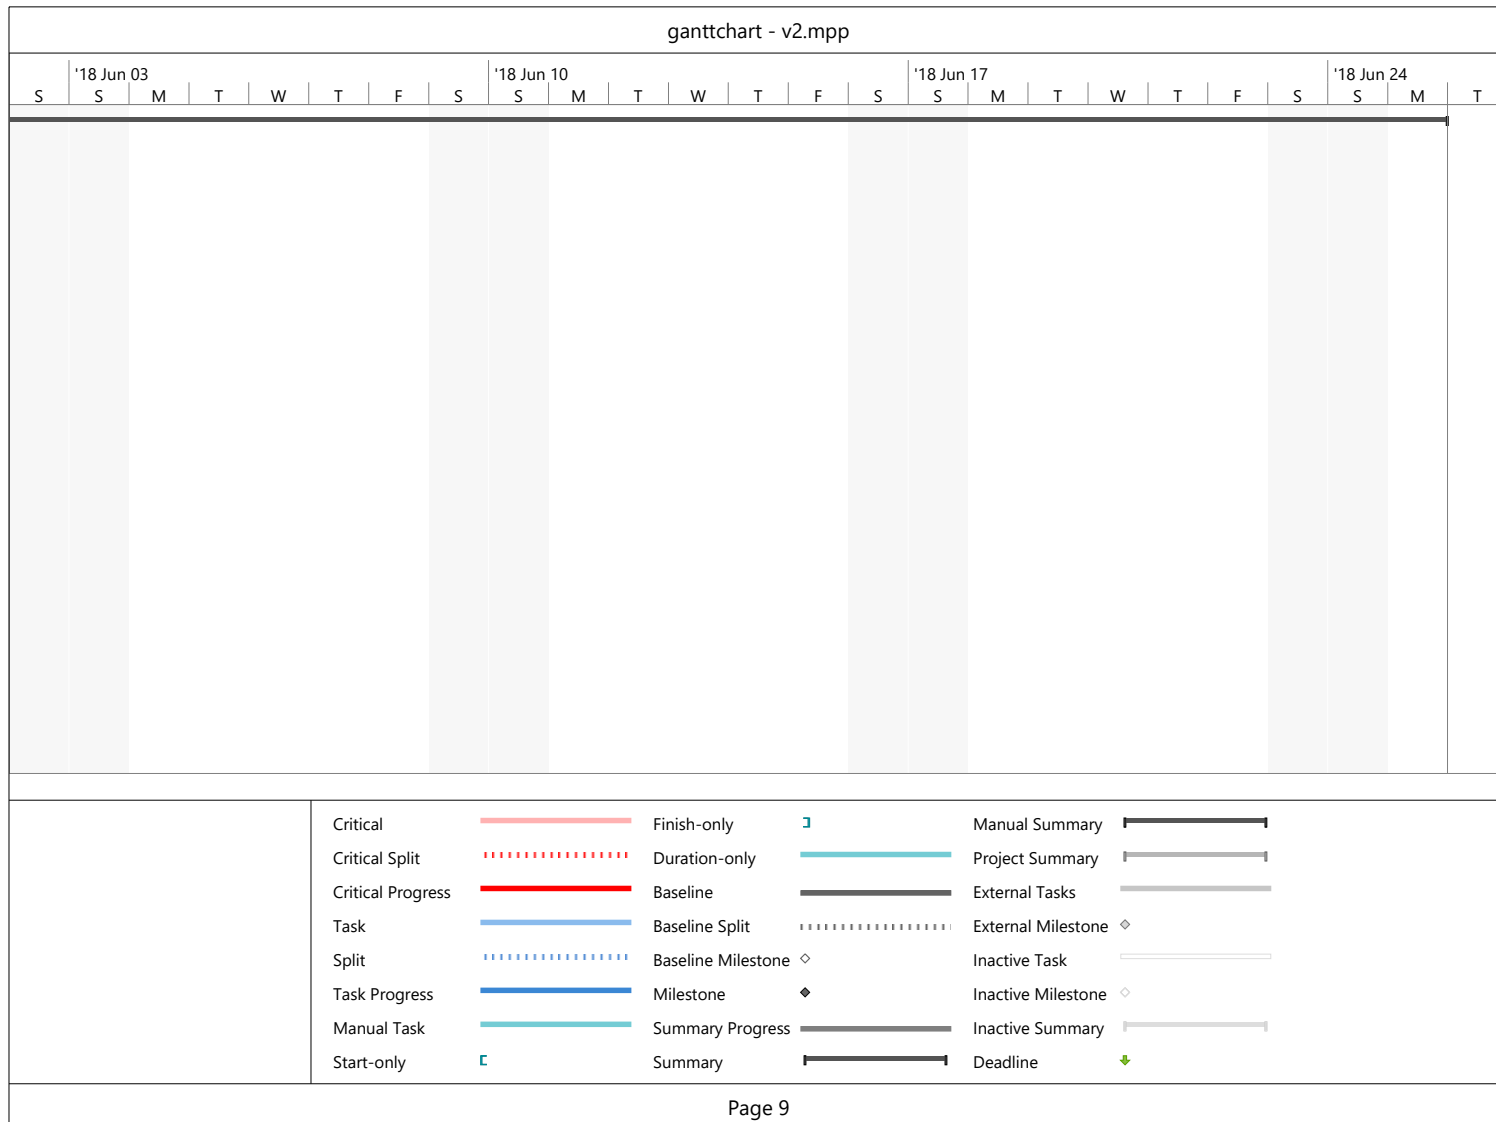 ganttchart - v2.mpp
'18 Jun 03 '18 Jun 10 '18 Jun 17 '18 Jun 24
S S M T W T F S S M T W T F S S M T W T F S S M T
Critical Finish-only Manual Summary
Critical Split Duration-only Project Summary
Critical Progress Baseline External Tasks
Task Baseline Split External Milestone
Split Baseline Milestone Inactive Task
Task Progress Milestone Inactive Milestone
Manual Task Summary Progress Inactive Summary
Start-only Summary Deadline
Page 9